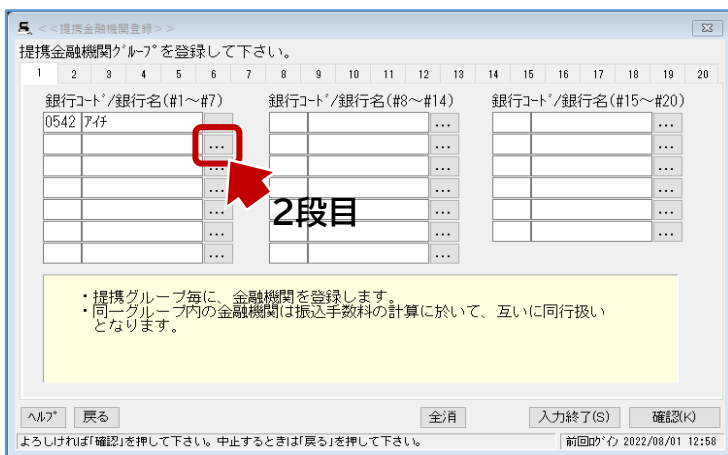 <<提携金融機関登録>>
提携金融機関ｸﾞﾙｰﾌﾟを登録して下さい。
1 2 3 4 5 6 7 8 9 10 11 12 13 14 15 16 17 18 19 20
銀行ｺｰﾄﾞ/銀行名(#1～#7) 銀行ｺｰﾄﾞ/銀行名(#8～#14) 銀行ｺｰﾄﾞ/銀行名(#15～#20)
0542 ｱｲﾁ ... ... ...
... ... ...
... ... ...
... ... ...
2段目
... ... ...
... ... ...
... ...
・提携グループ毎に、金融機関を登録します。
・同一グループ内の金融機関は振込手数料の計算に於いて、互いに同行扱い
となります。
ﾍﾙﾌﾟ 戻る 全消 入力終了(S) 確認(K)
よろしければ｢確認｣を押して下さい。中止するときは｢戻る｣を押して下さい。 前回ﾛｸﾞｲﾝ 2022/08/01 12:58